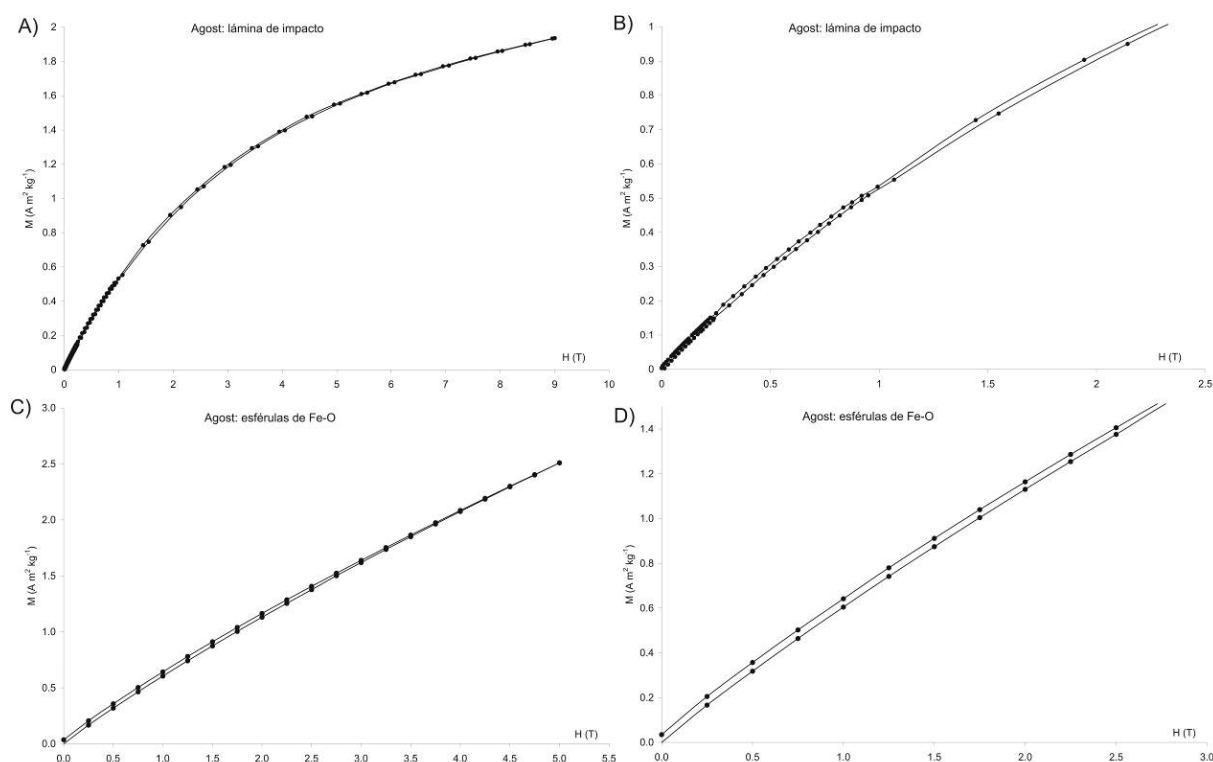 A)
Agost: lámina de impacto
M (A m² kg⁻¹)
2
1.8
1.6
1.4
1.2
1
0.8
0.6
0.4
0.2
0
H (T)
0 1 2 3 4 5 6 7 8 9 10
B)
Agost: lámina de impacto
M (A m² kg⁻¹)
1
0.9
0.8
0.7
0.6
0.5
0.4
0.3
0.2
0.1
0
H (T)
0 0.5 1 1.5 2 2.5
C)
Agost: esférulas de Fe-O
M (A m² kg⁻¹)
3.0
2.5
2.0
1.5
1.0
0.5
0.0
H (T)
0.0 0.5 1.0 1.5 2.0 2.5 3.0 3.5 4.0 4.5 5.0 5.5
D)
Agost: esférulas de Fe-O
M (A m² kg⁻¹)
1.4
1.2
1.0
0.8
0.6
0.4
0.2
0.0
H (T)
0.0 0.5 1.0 1.5 2.0 2.5 3.0